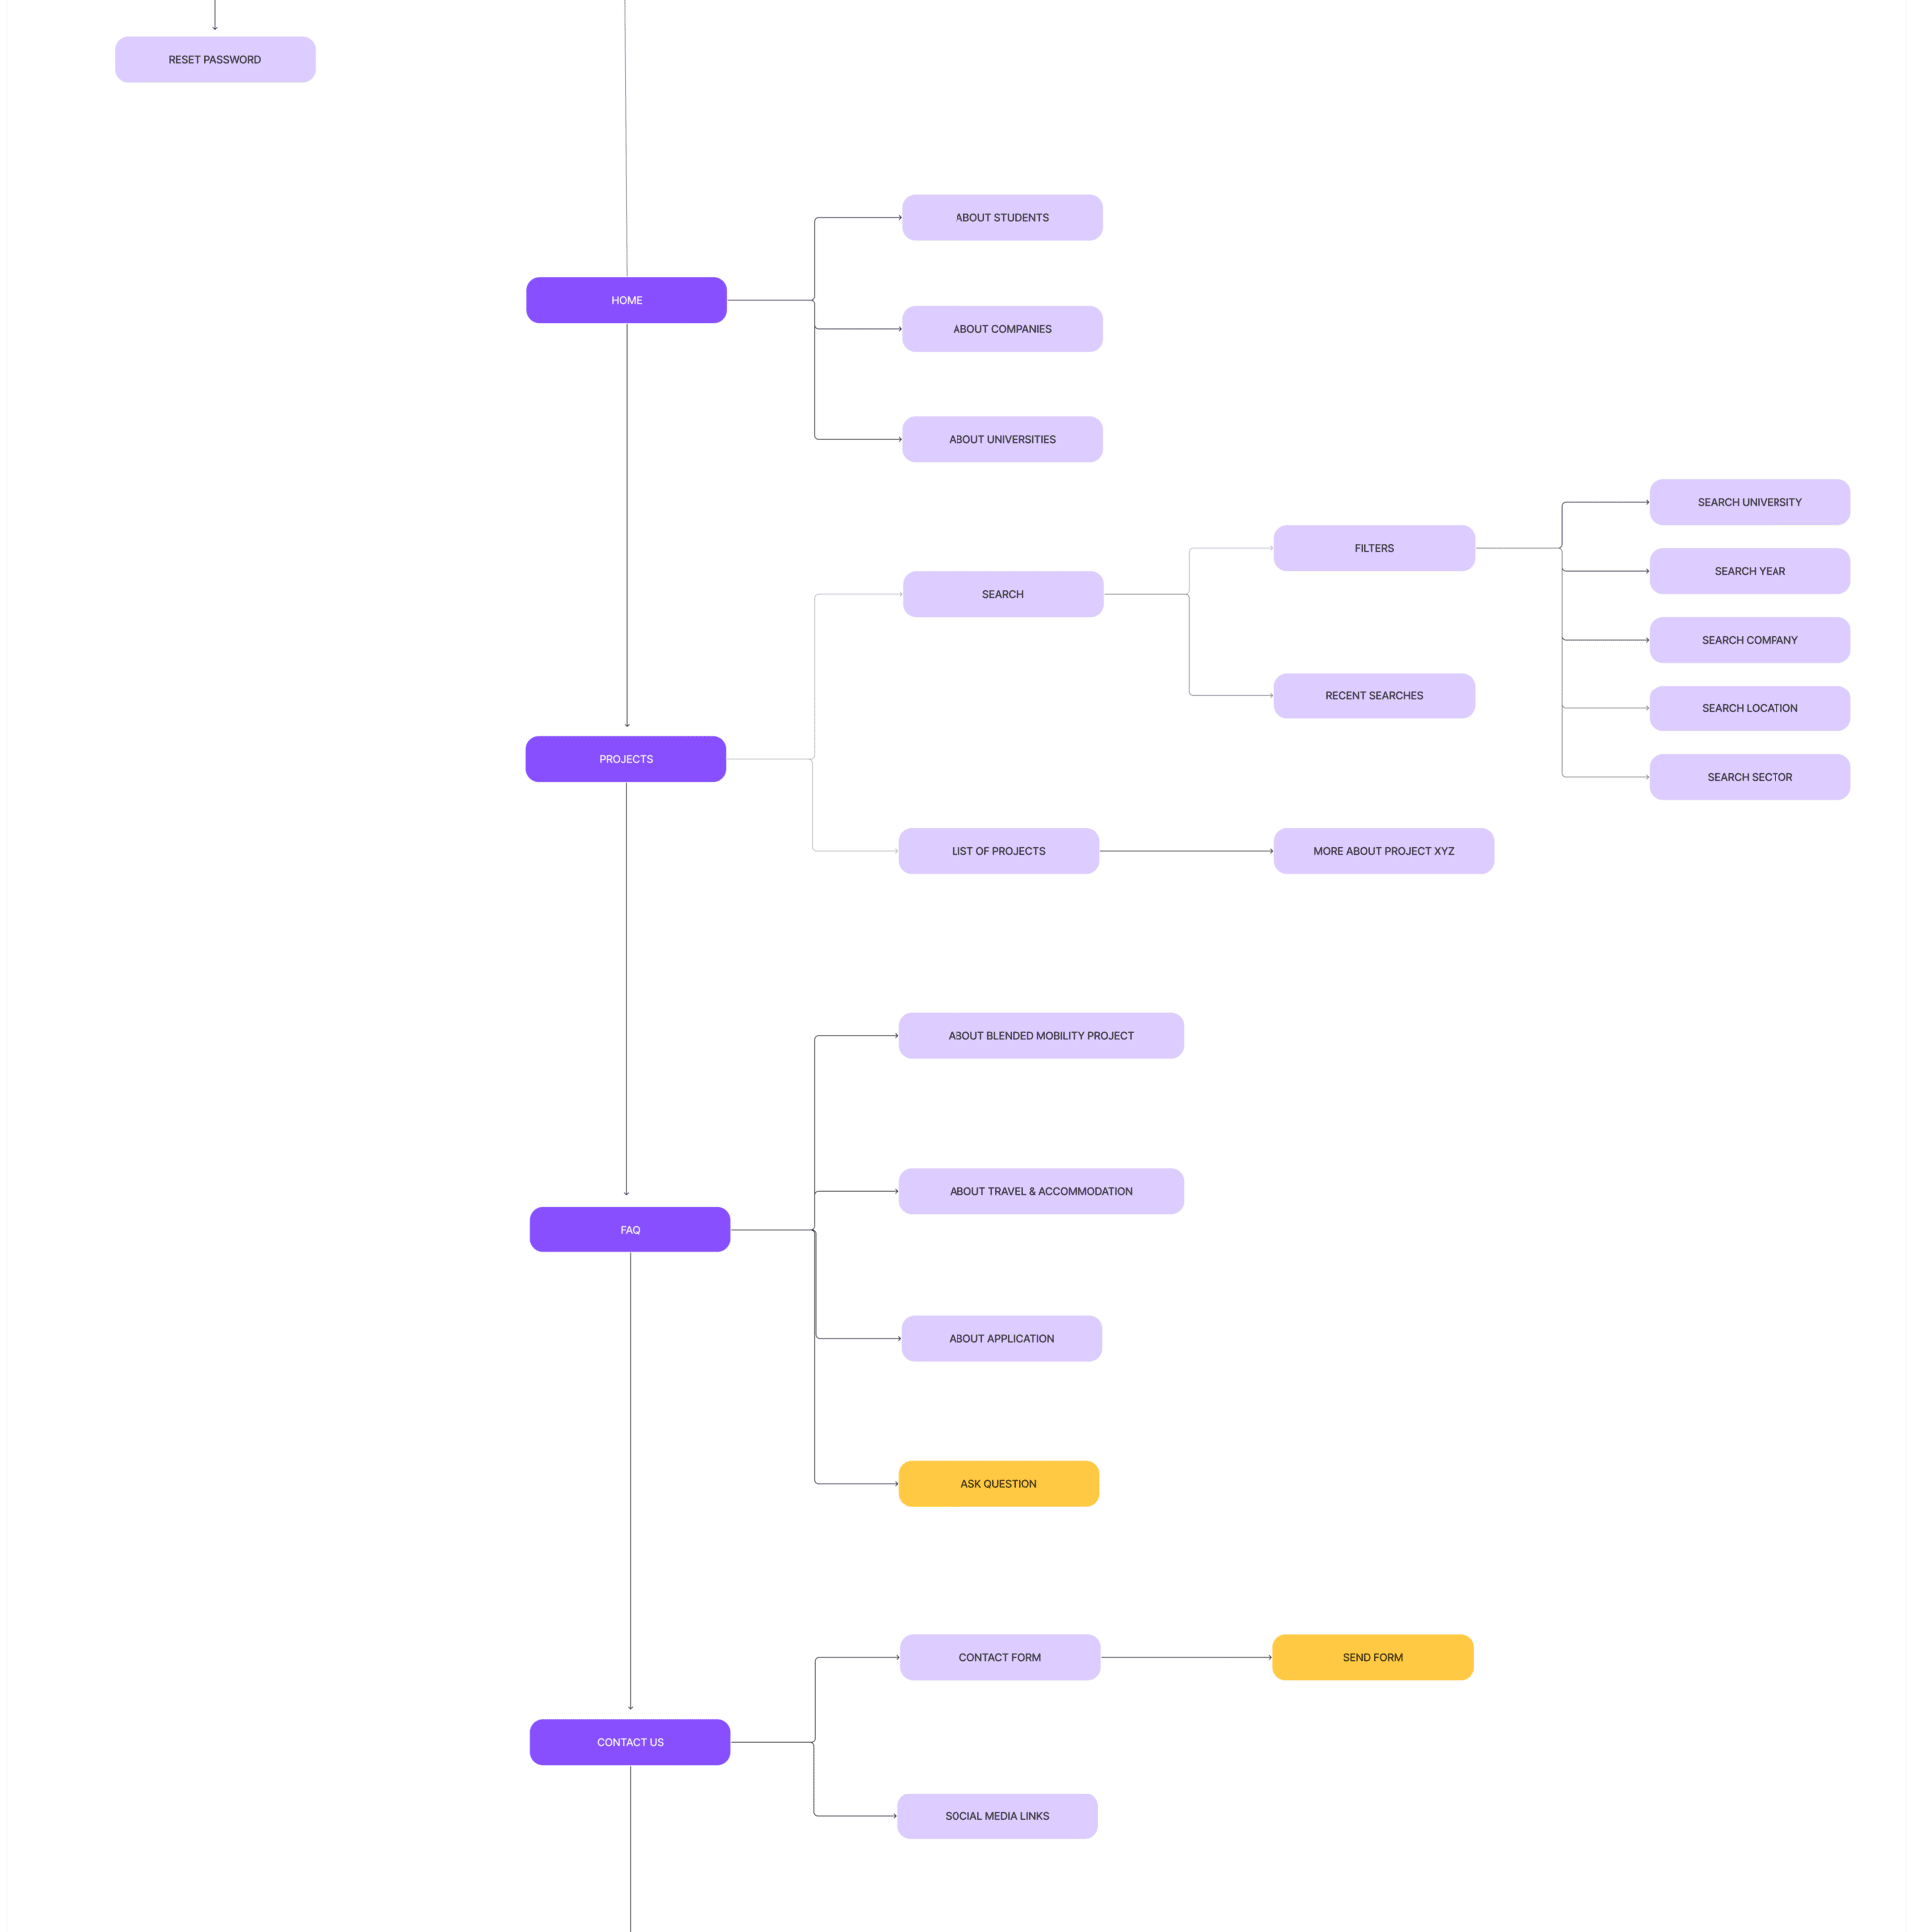 RESET PASSWORD
ABOUT STUDENTS
HOME
ABOUT COMPANIES
ABOUT UNIVERSITIES
SEARCH UNIVERSITY
FILTERS
SEARCH YEAR
SEARCH
SEARCH COMPANY
RECENT SEARCHES
SEARCH LOCATION
PROJECTS
SEARCH SECTOR
LIST OF PROJECTS
MORE ABOUT PROJECT XYZ
ABOUT BLENDED MOBILITY PROJECT
ABOUT TRAVEL & ACCOMMODATION
FAQ
ABOUT APPLICATION
ASK QUESTION
CONTACT FORM
SEND FORM
CONTACT US
SOCIAL MEDIA LINKS